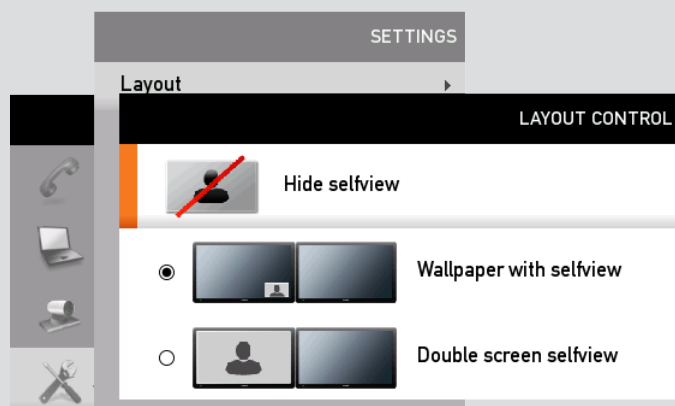 SETTINGS
Layout
LAYOUT CONTROL
Hide selfview
Wallpaper with selfview
Double screen selfview